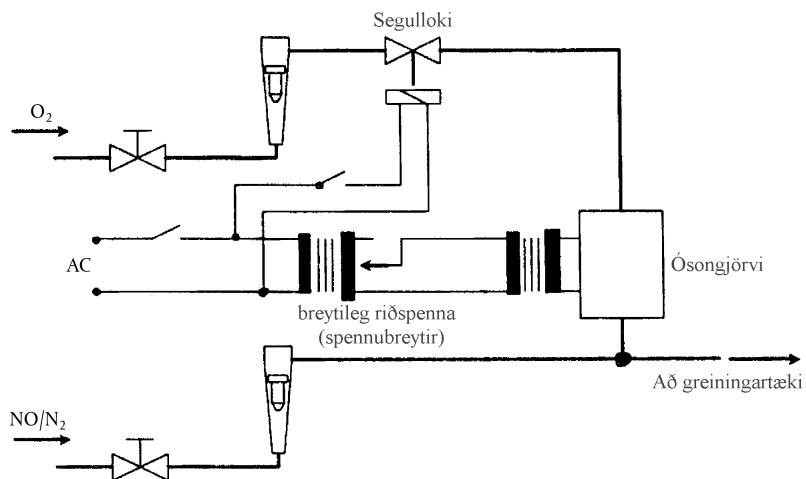 Segulloki
O₂
AC
Ósongjörvi
breytileg riðspenna
(spennubreytir)
Að greiningartæki
NO/N₂